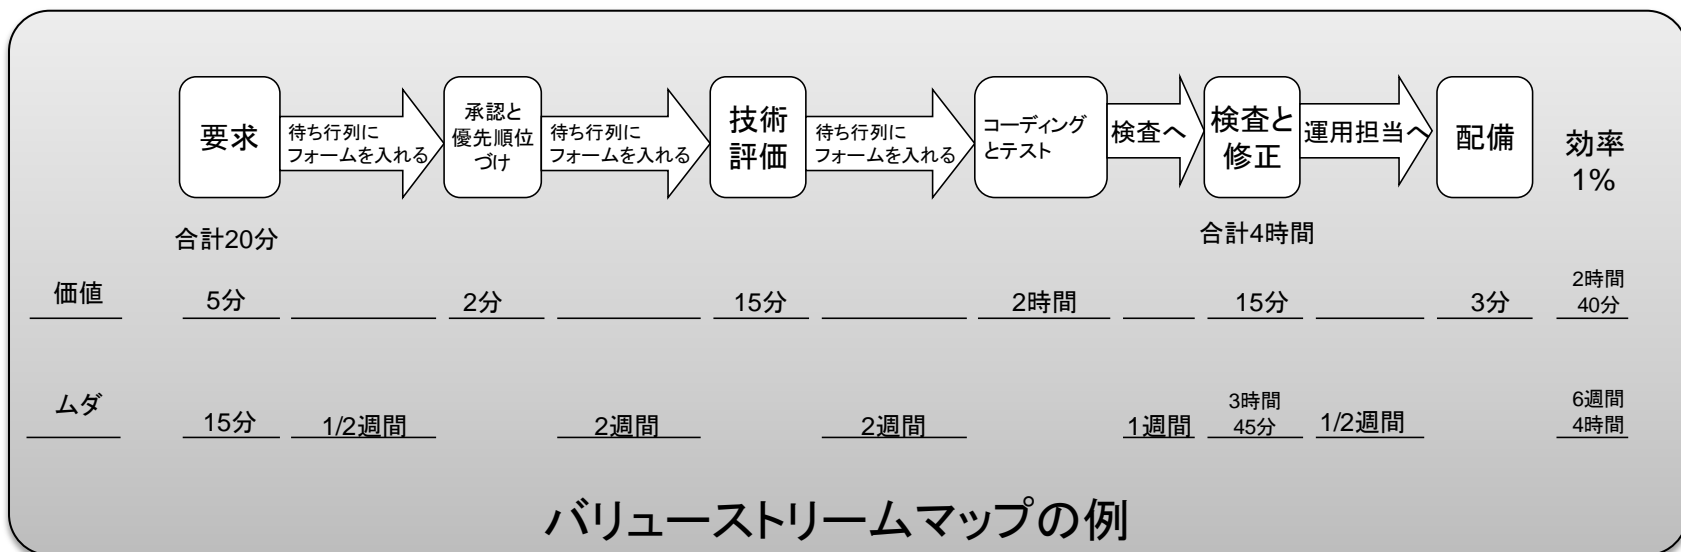 要求
待ち行列に
フォームを入れる
承認と
優先順位
づけ
待ち行列に
フォームを入れる
技術
評価
待ち行列に
フォームを入れる
コーディング
とテスト
検査へ
検査と
修正
運用担当へ
配備
効率
1%
合計20分
合計4時間
価値
5分
2分
15分
2時間
15分
3分
2時間
40分
ムダ
15分
1/2週間
2週間
2週間
1週間
3時間
45分
1/2週間
6週間
4時間
バリューストリームマップの例